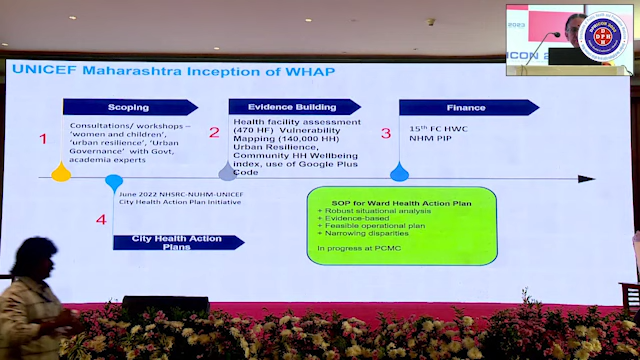 UNICEF Maharashtra Inception of WHAP
Scoping
Evidence Building
Finance
1
Consultations/ workshops –
'women and children',
'urban resilience', 'Urban
Governance' with Govt,
academia experts
2
Health facility assessment
(470 HF) Vulnerability
Mapping (140,000 HH)
Urban Resilience,
Community HH Wellbeing
index, use of Google Plus
Code
3
15th FC HWC
NHM PIP
June 2022 NHSRC-NUHM-UNICEF
City Health Action Plan Initiative
4
City Health Action
Plans
SOP for Ward Health Action Plan
+ Robust situational analysis
+ Evidence-based
+ Feasible operational plan
+ Narrowing disparities
In progress at PCMC
2023
ICON 2
DPH
H